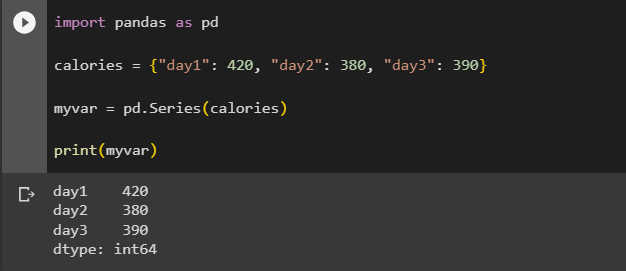 import pandas as pd
calories = {"day1": 420, "day2": 380, "day3": 390}
myvar = pd.Series(calories)
print(myvar)
day1    420
day2    380
day3    390
dtype: int64